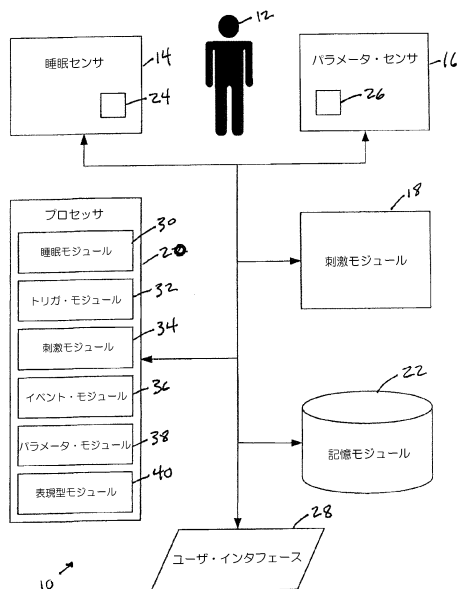 12
睡眠センサ
14
24
パラメータ・センサ
16
26
プロセッサ
20
睡眠モジュール
30
トリガ・モジュール
32
刺激モジュール
34
イベント・モジュール
36
パラメータ・モジュール
38
表現型モジュール
40
18
刺激モジュール
22
記憶モジュール
28
ユーザ・インタフェース
10